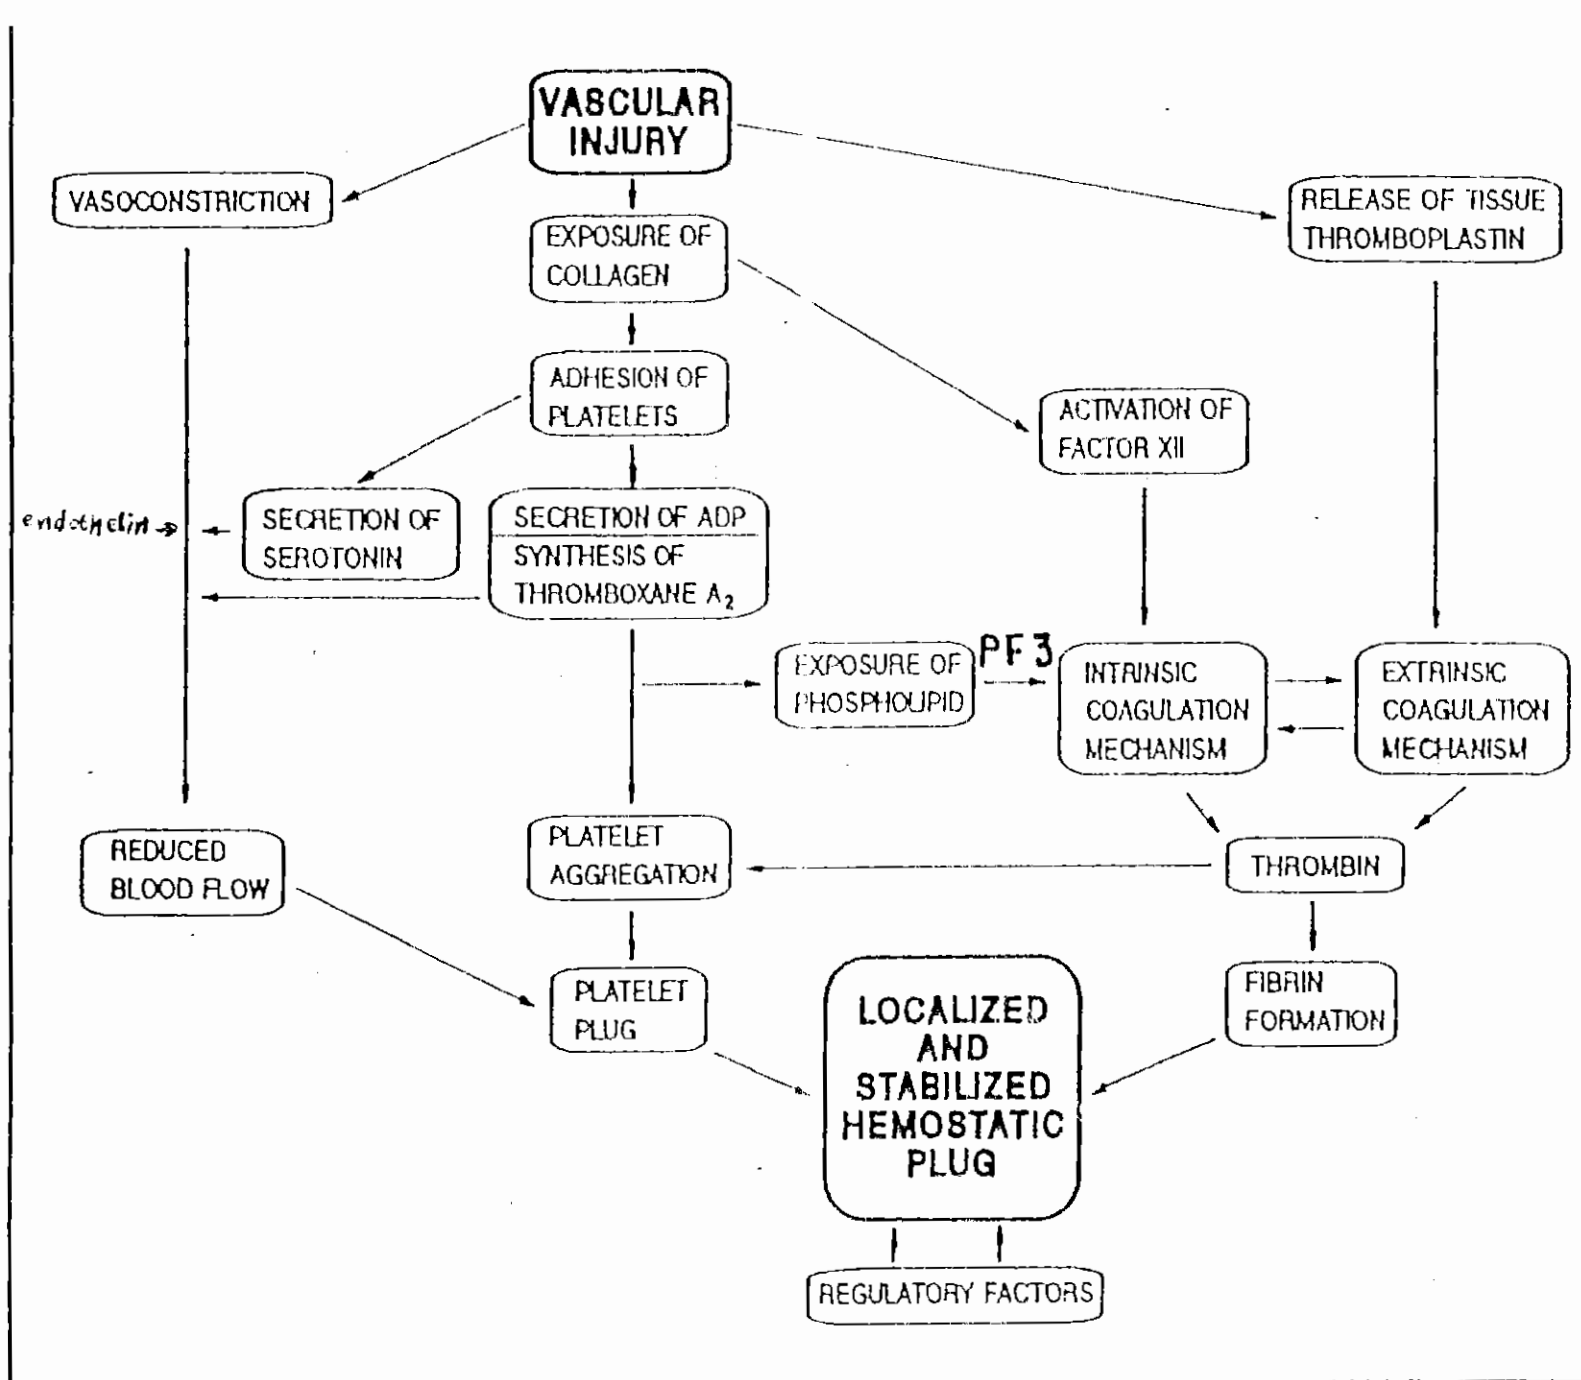 VASCULAR
INJURY
VASOCONSTRICTION
RELEASE OF TISSUE
THROMBOPLASTIN
EXPOSURE OF
COLLAGEN
ADHESION OF
PLATELETS
ACTIVATION OF
FACTOR XII
endothelin
SECRETION OF
SEROTONIN
SECRETION OF ADP
SYNTHESIS OF
THROMBOXANE A₂
EXPOSURE OF
PHOSPHOLIPID
PF3
INTRINSIC
COAGULATION
MECHANISM
EXTRINSIC
COAGULATION
MECHANISM
REDUCED
BLOOD FLOW
PLATELET
AGGREGATION
THROMBIN
PLATELET
PLUG
LOCALIZED
AND
STABILIZED
HEMOSTATIC
PLUG
FIBRIN
FORMATION
REGULATORY FACTORS